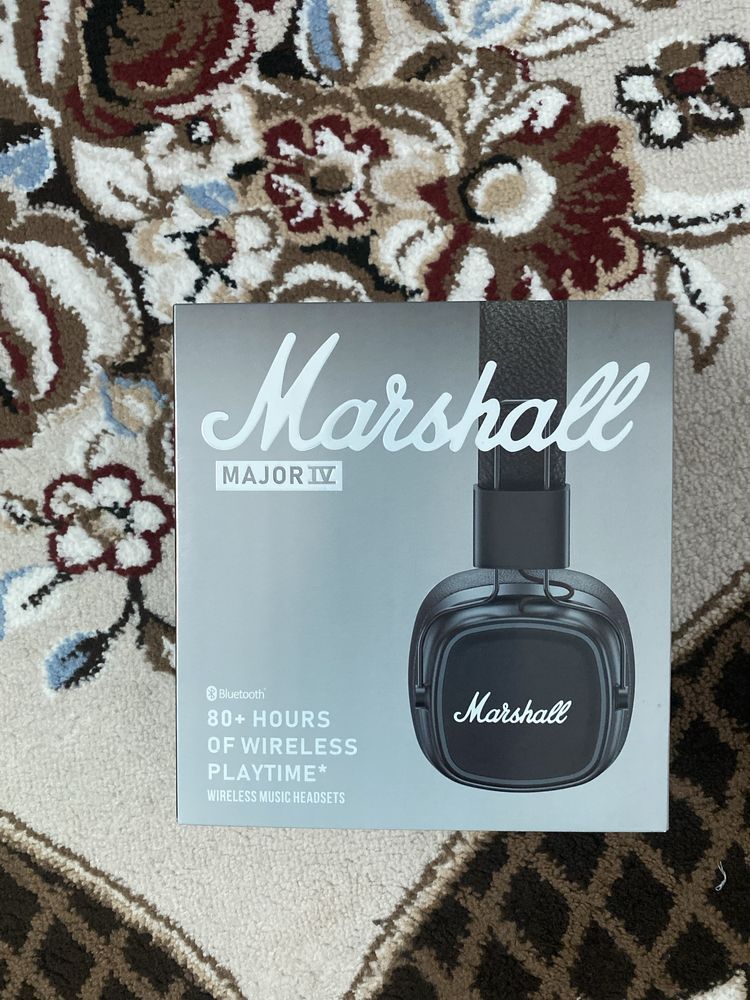 Marshall
MAJOR IV
Bluetooth
80+ HOURS
OF WIRELESS
PLAYTIME*
WIRELESS MUSIC HEADSETS
Marshall